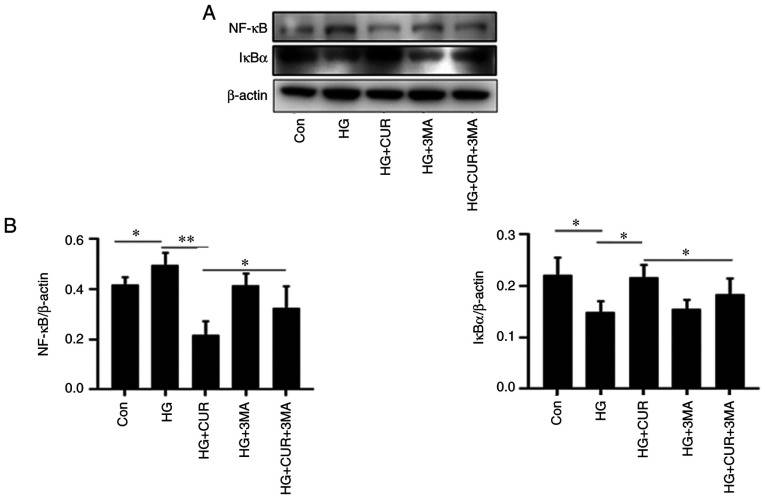 A
NF-κB
IκBα
β-actin
Con
HG
HG+CUR
HG+3MA
HG+CUR+3MA
B
NF-κB/β-actin
0.6
0.4
0.2
0.0
*
**
*
Con
HG
HG+CUR
HG+3MA
HG+CUR+3MA
IκBα/β-actin
0.3
0.2
0.1
0.0
*
*
*
Con
HG
HG+CUR
HG+3MA
HG+CUR+3MA